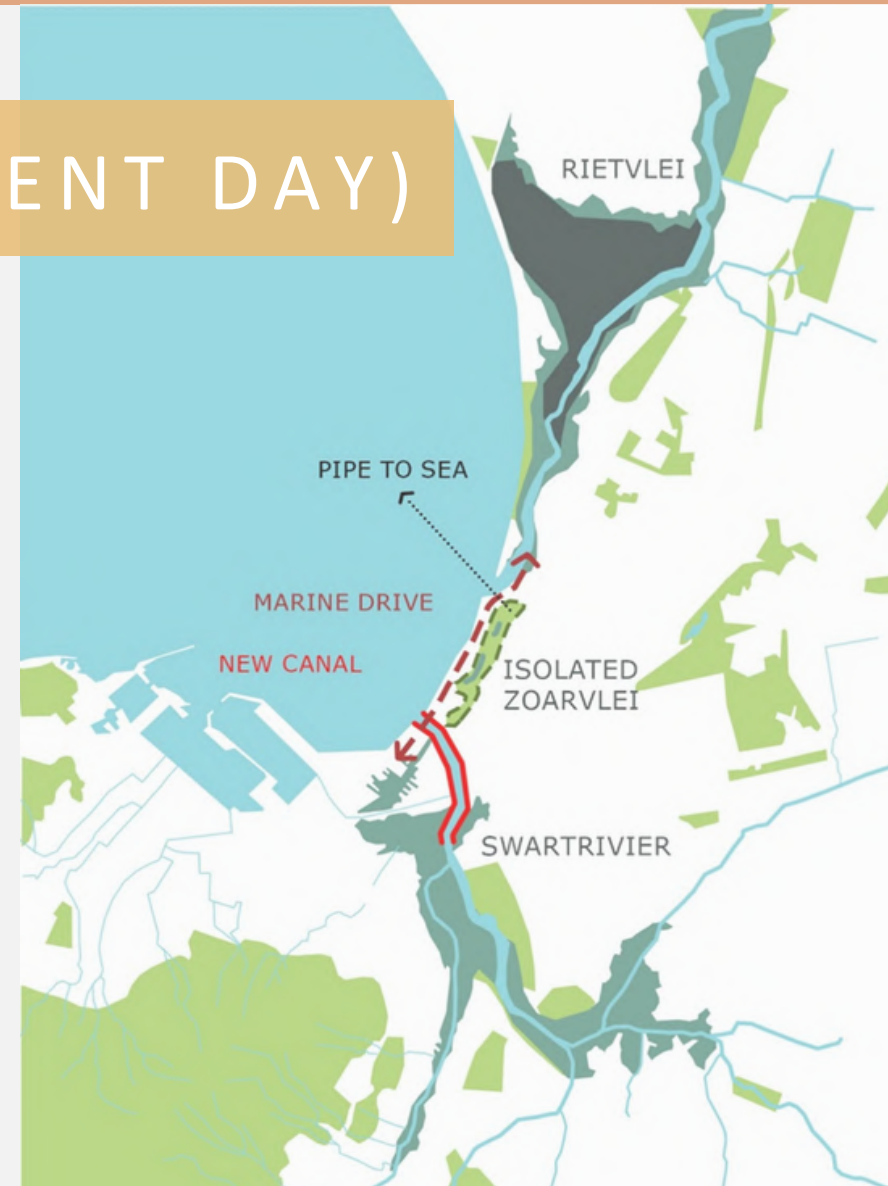 ENT DAY)
RIETVLEI
PIPE TO SEA
MARINE DRIVE
NEW CANAL
ISOLATED
ZOARVLEI
SWARTRIVIER